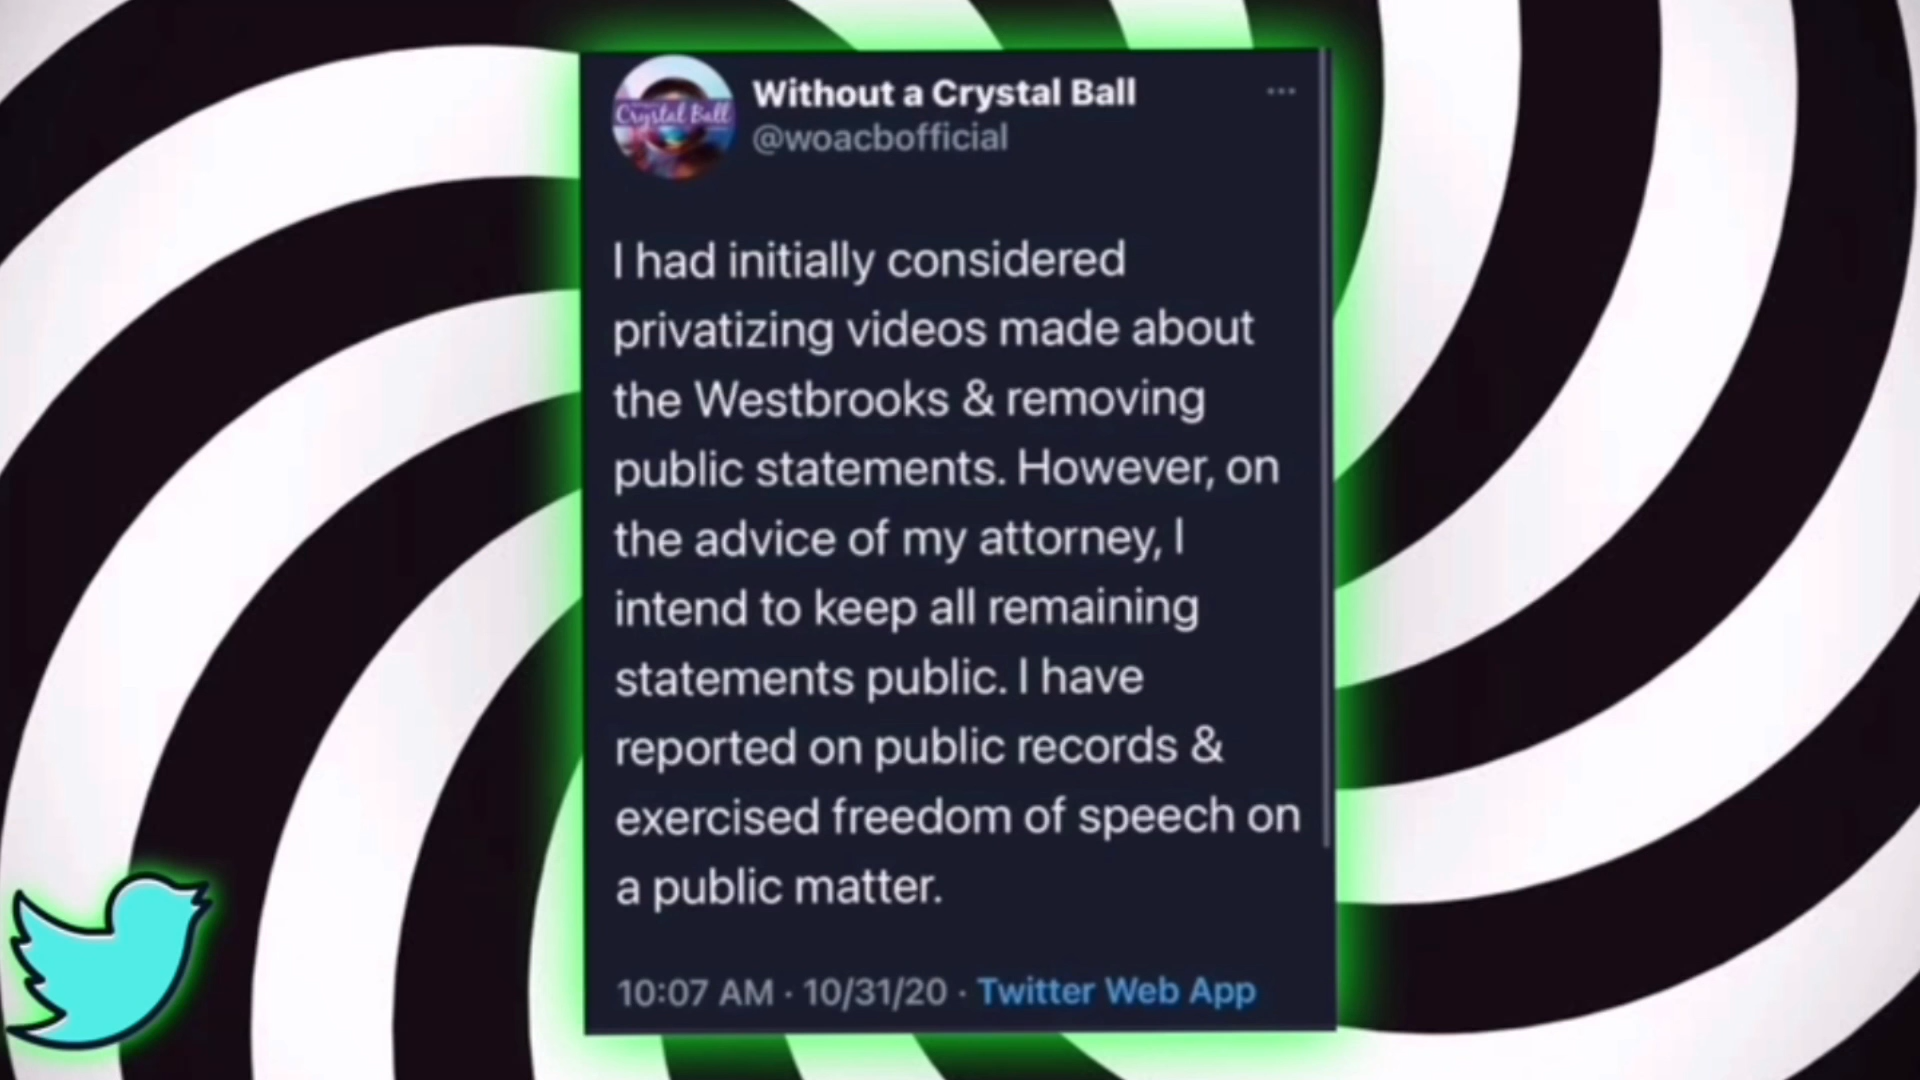 Crystal Ball
Without a Crystal Ball
@woacbofficial
I had initially considered
privatizing videos made about
the Westbrooks & removing
public statements. However, on
the advice of my attorney, I
intend to keep all remaining
statements public. I have
reported on public records &
exercised freedom of speech on
a public matter.
10:07 AM · 10/31/20 · Twitter Web App